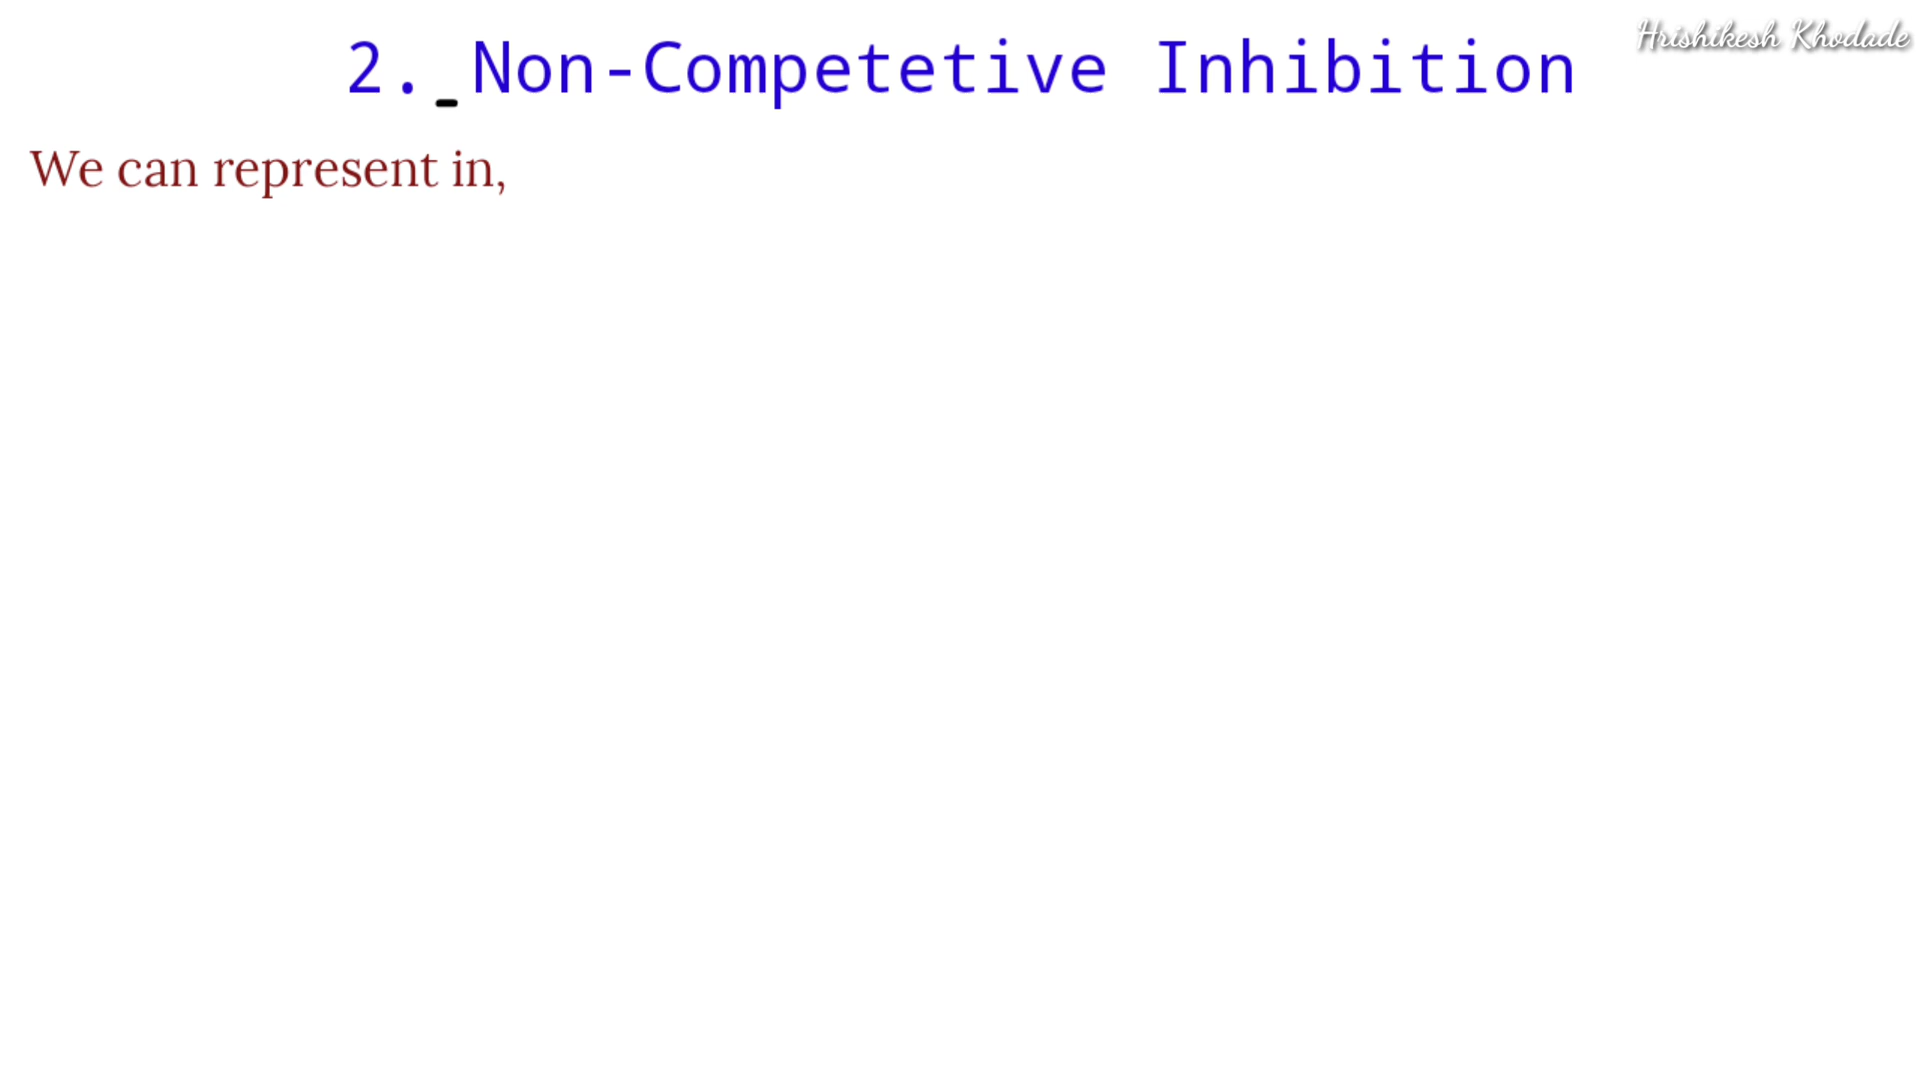 Hrishikesh Khodade
2. Non-Competetive Inhibition
We can represent in,